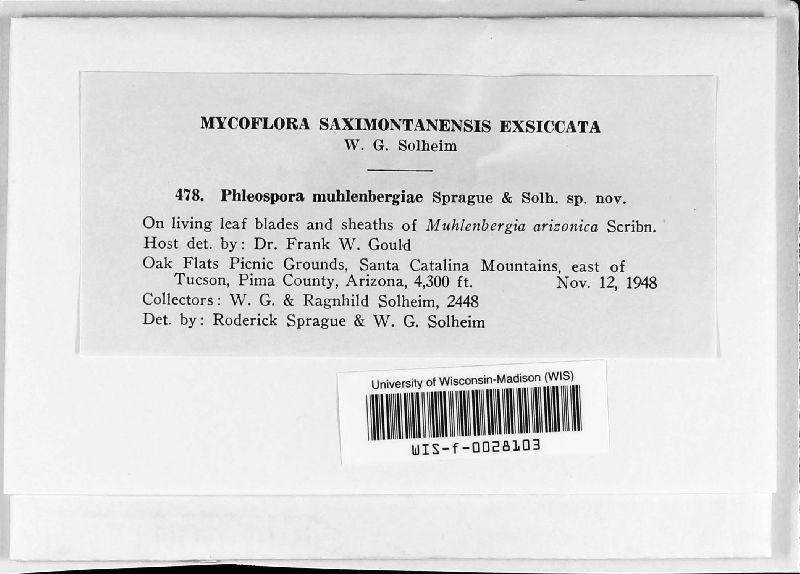 MYCOFLORA SAXIMONTANENSIS EXSICCATA
W. G. Solheim
478. Phleospora muhlenbergiae Sprague & Solh. sp. nov.
On living leaf blades and sheaths of Muhlenbergia arizonica Scribn.
Host det. by: Dr. Frank W. Gould
Oak Flats Picnic Grounds, Santa Catalina Mountains, east of
Tucson, Pima County, Arizona, 4,300 ft. Nov. 12, 1948
Collectors: W. G. & Ragnhild Solheim, 2448
Det. by: Roderick Sprague & W. G. Solheim
University of Wisconsin-Madison (WIS)
WIS-f-0028103